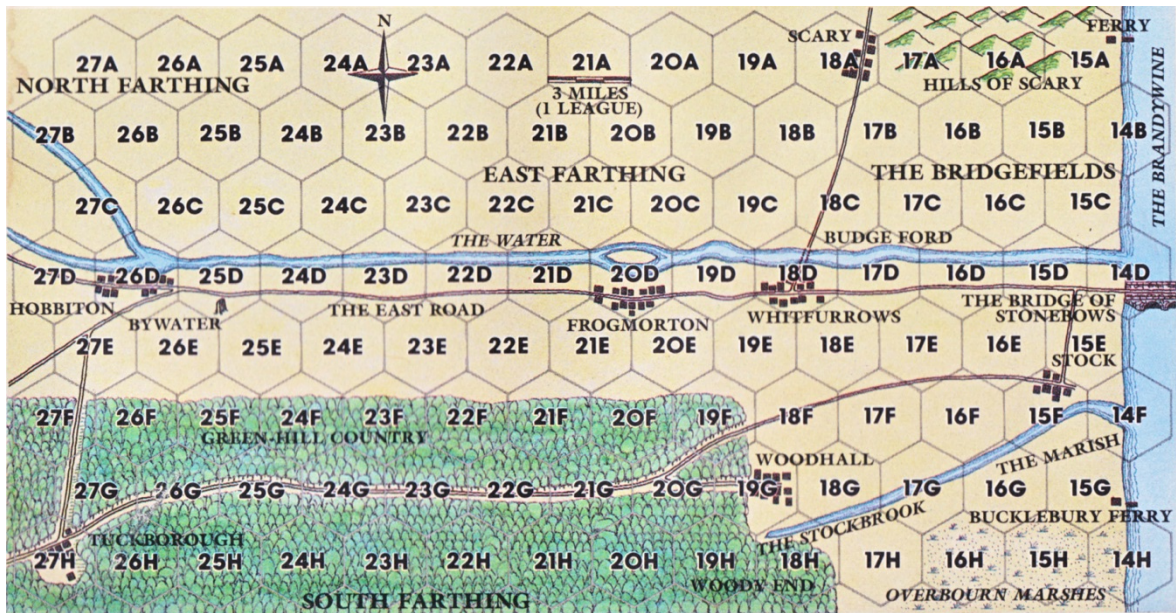 N
SCARY
FERRY
27A 26A 25A 24A 23A 22A 21A 20A 19A 18A 17A 16A 15A
NORTH FARTHING
3 MILES
(1 LEAGUE)
HILLS OF SCARY
27B 26B 25B 24B 23B 22B 21B 20B 19B 18B 17B 16B 15B 14B
THE BRANDYWINE
EAST FARTHING
THE BRIDGEFIELDS
27C 26C 25C 24C 23C 22C 21C 20C 19C 18C 17C 16C 15C
THE WATER
BUDGE FORD
27D 26D 25D 24D 23D 22D 21D 20D 19D 18D 17D 16D 15D 14D
HOBBITON
BYWATER
THE EAST ROAD
FROGMORTON
WHITFURROWS
THE BRIDGE OF
STONEBOWS
27E 26E 25E 24E 23E 22E 21E 20E 19E 18E 17E 16E 15E
STOCK
27F 26F 25F 24F 23F 22F 21F 20F 19F 18F 17F 16F 15F 14F
GREEN-HILL COUNTRY
WOODHALL
THE MARISH
27G 26G 25G 24G 23G 22G 21G 20G 19G 18G 17G 16G 15G
THE STOCKBROOK
BUCKLEBURY FERRY
TUCKBOROUGH
27H 26H 25H 24H 23H 22H 21H 20H 19H 18H 17H 16H 15H 14H
WOODY END
OVERBOURN MARSHES
SOUTH FARTHING